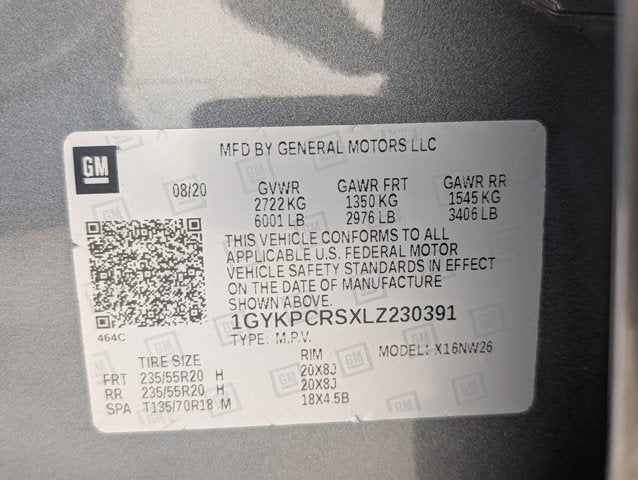 MFD BY GENERAL MOTORS LLC
GM
08/20 GVWR GAWR FRT GAWR RR
2722 KG 1350 KG 1545 KG
6001 LB 2976 LB 3406 LB
THIS VEHICLE CONFORMS TO ALL
APPLICABLE U.S. FEDERAL MOTOR
VEHICLE SAFETY STANDARDS IN EFFECT
ON THE DATE OF MANUFACTURE
SHOWN ABOVE.
1GYKPCRSXLZ230391
464C
TYPE: M.P.V. MODEL: X16NW26
TIRE SIZE RIM
FRT 235/55R20 H 20X8J
RR 235/55R20 H 20X8J
SPA T135/70R18 M 18X4.5B